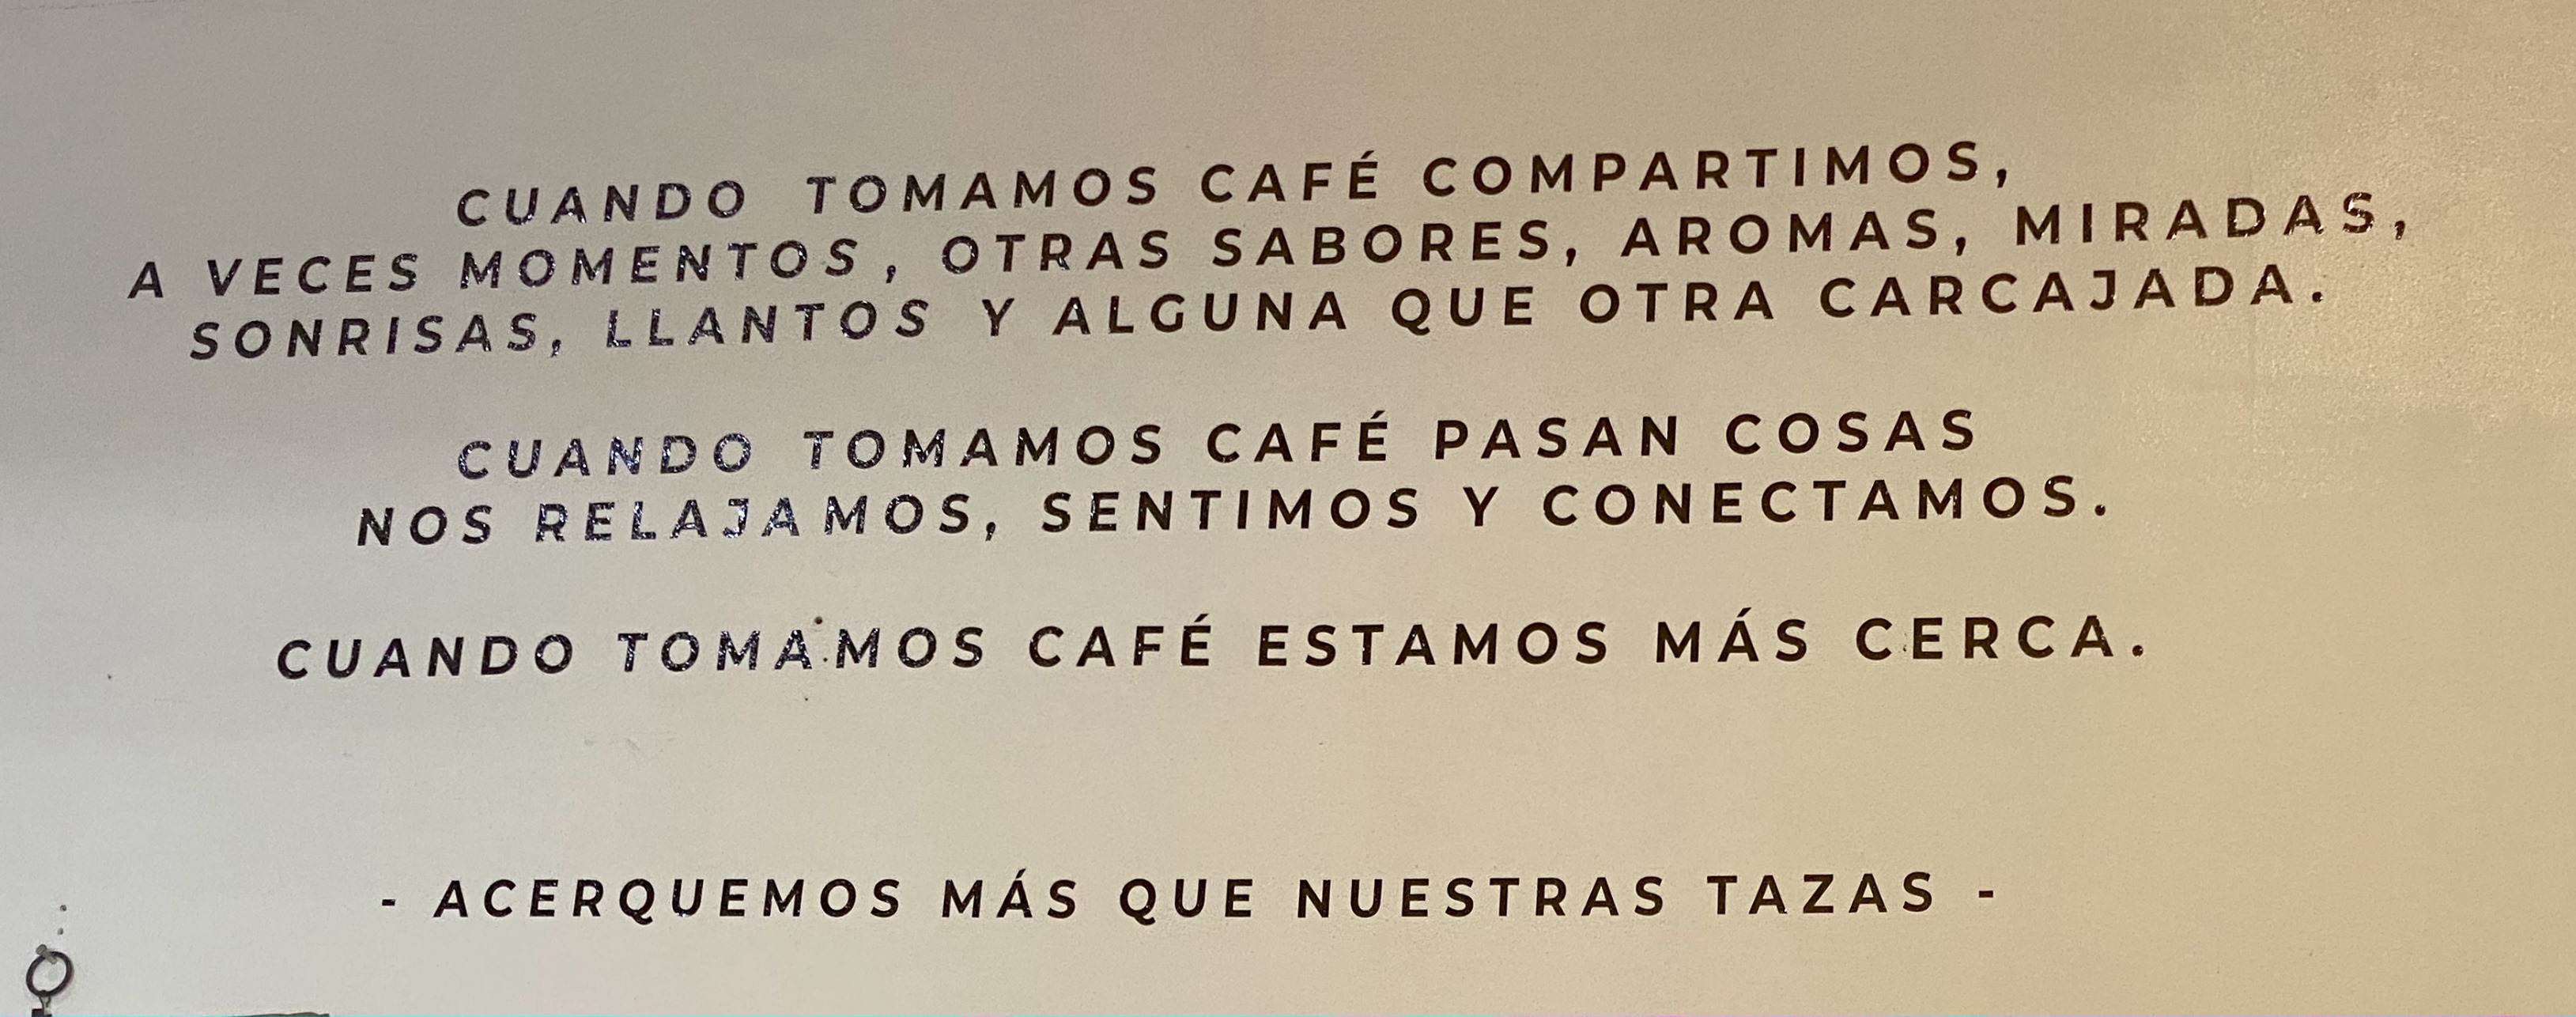 CUANDO TOMAMOS CAFÉ COMPARTIMOS,
A VECES MOMENTOS, OTRAS SABORES, AROMAS, MIRADAS,
SONRISAS, LLANTOS Y ALGUNA QUE OTRA CARCAJADA.
CUANDO TOMAMOS CAFÉ PASAN COSAS
NOS RELAJAMOS, SENTIMOS Y CONECTAMOS.
CUANDO TOMAMOS CAFÉ ESTAMOS MÁS CERCA.
- ACERQUEMOS MÁS QUE NUESTRAS TAZAS -